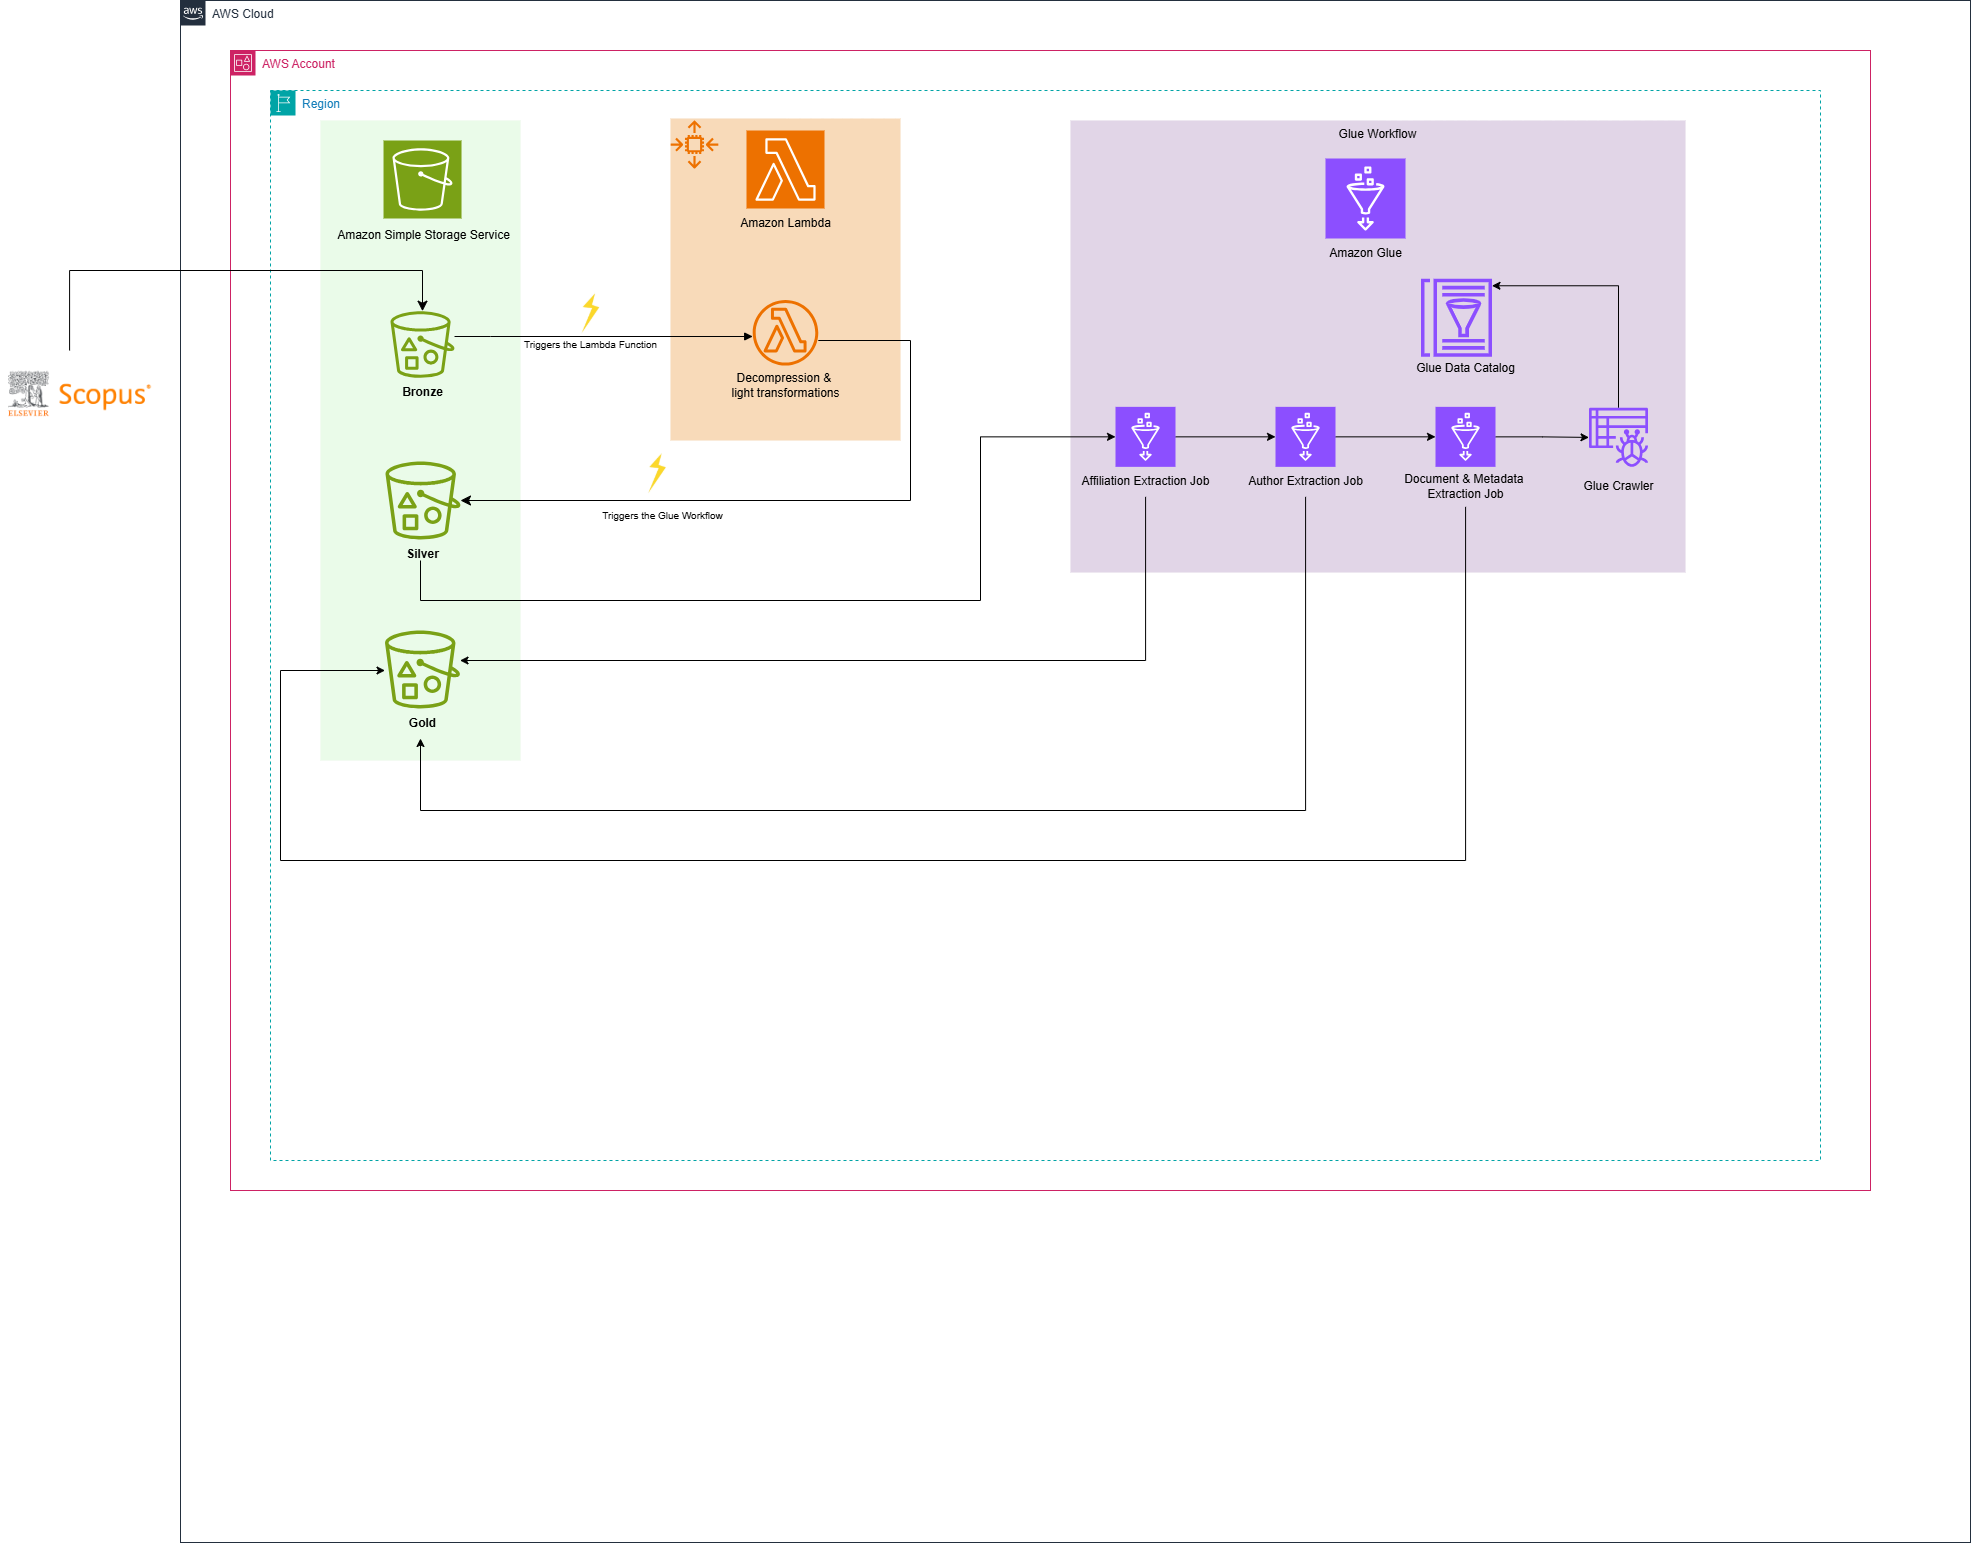 aws
AWS Cloud
AWS Account
Region
Amazon Simple Storage Service
Amazon Lambda
Glue Workflow
Amazon Glue
Triggers the Lambda Function
Bronze
Decompression &
light transformations
Glue Data Catalog
ELSEVIER
Scopus®
Triggers the Glue Workflow
Silver
Affiliation Extraction Job
Author Extraction Job
Document & Metadata
Extraction Job
Glue Crawler
Gold